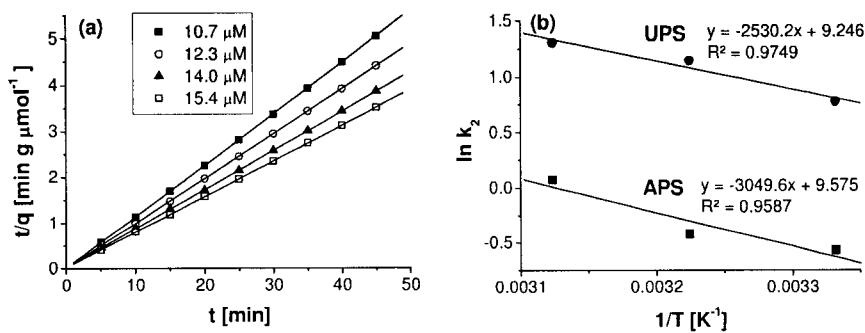 (a)
10.7 μM
12.3 μM
14.0 μM
15.4 μM
t/q [min g μmol⁻¹]
5
4
3
2
1
0
0 10 20 30 40 50
t [min]
(b)
UPS y = -2530.2x + 9.246
R² = 0.9749
APS y = -3049.6x + 9.575
R² = 0.9587
ln k₂
1.5
1.0
0.5
0.0
-0.5
0.0031 0.0032 0.0033
1/T [K⁻¹]